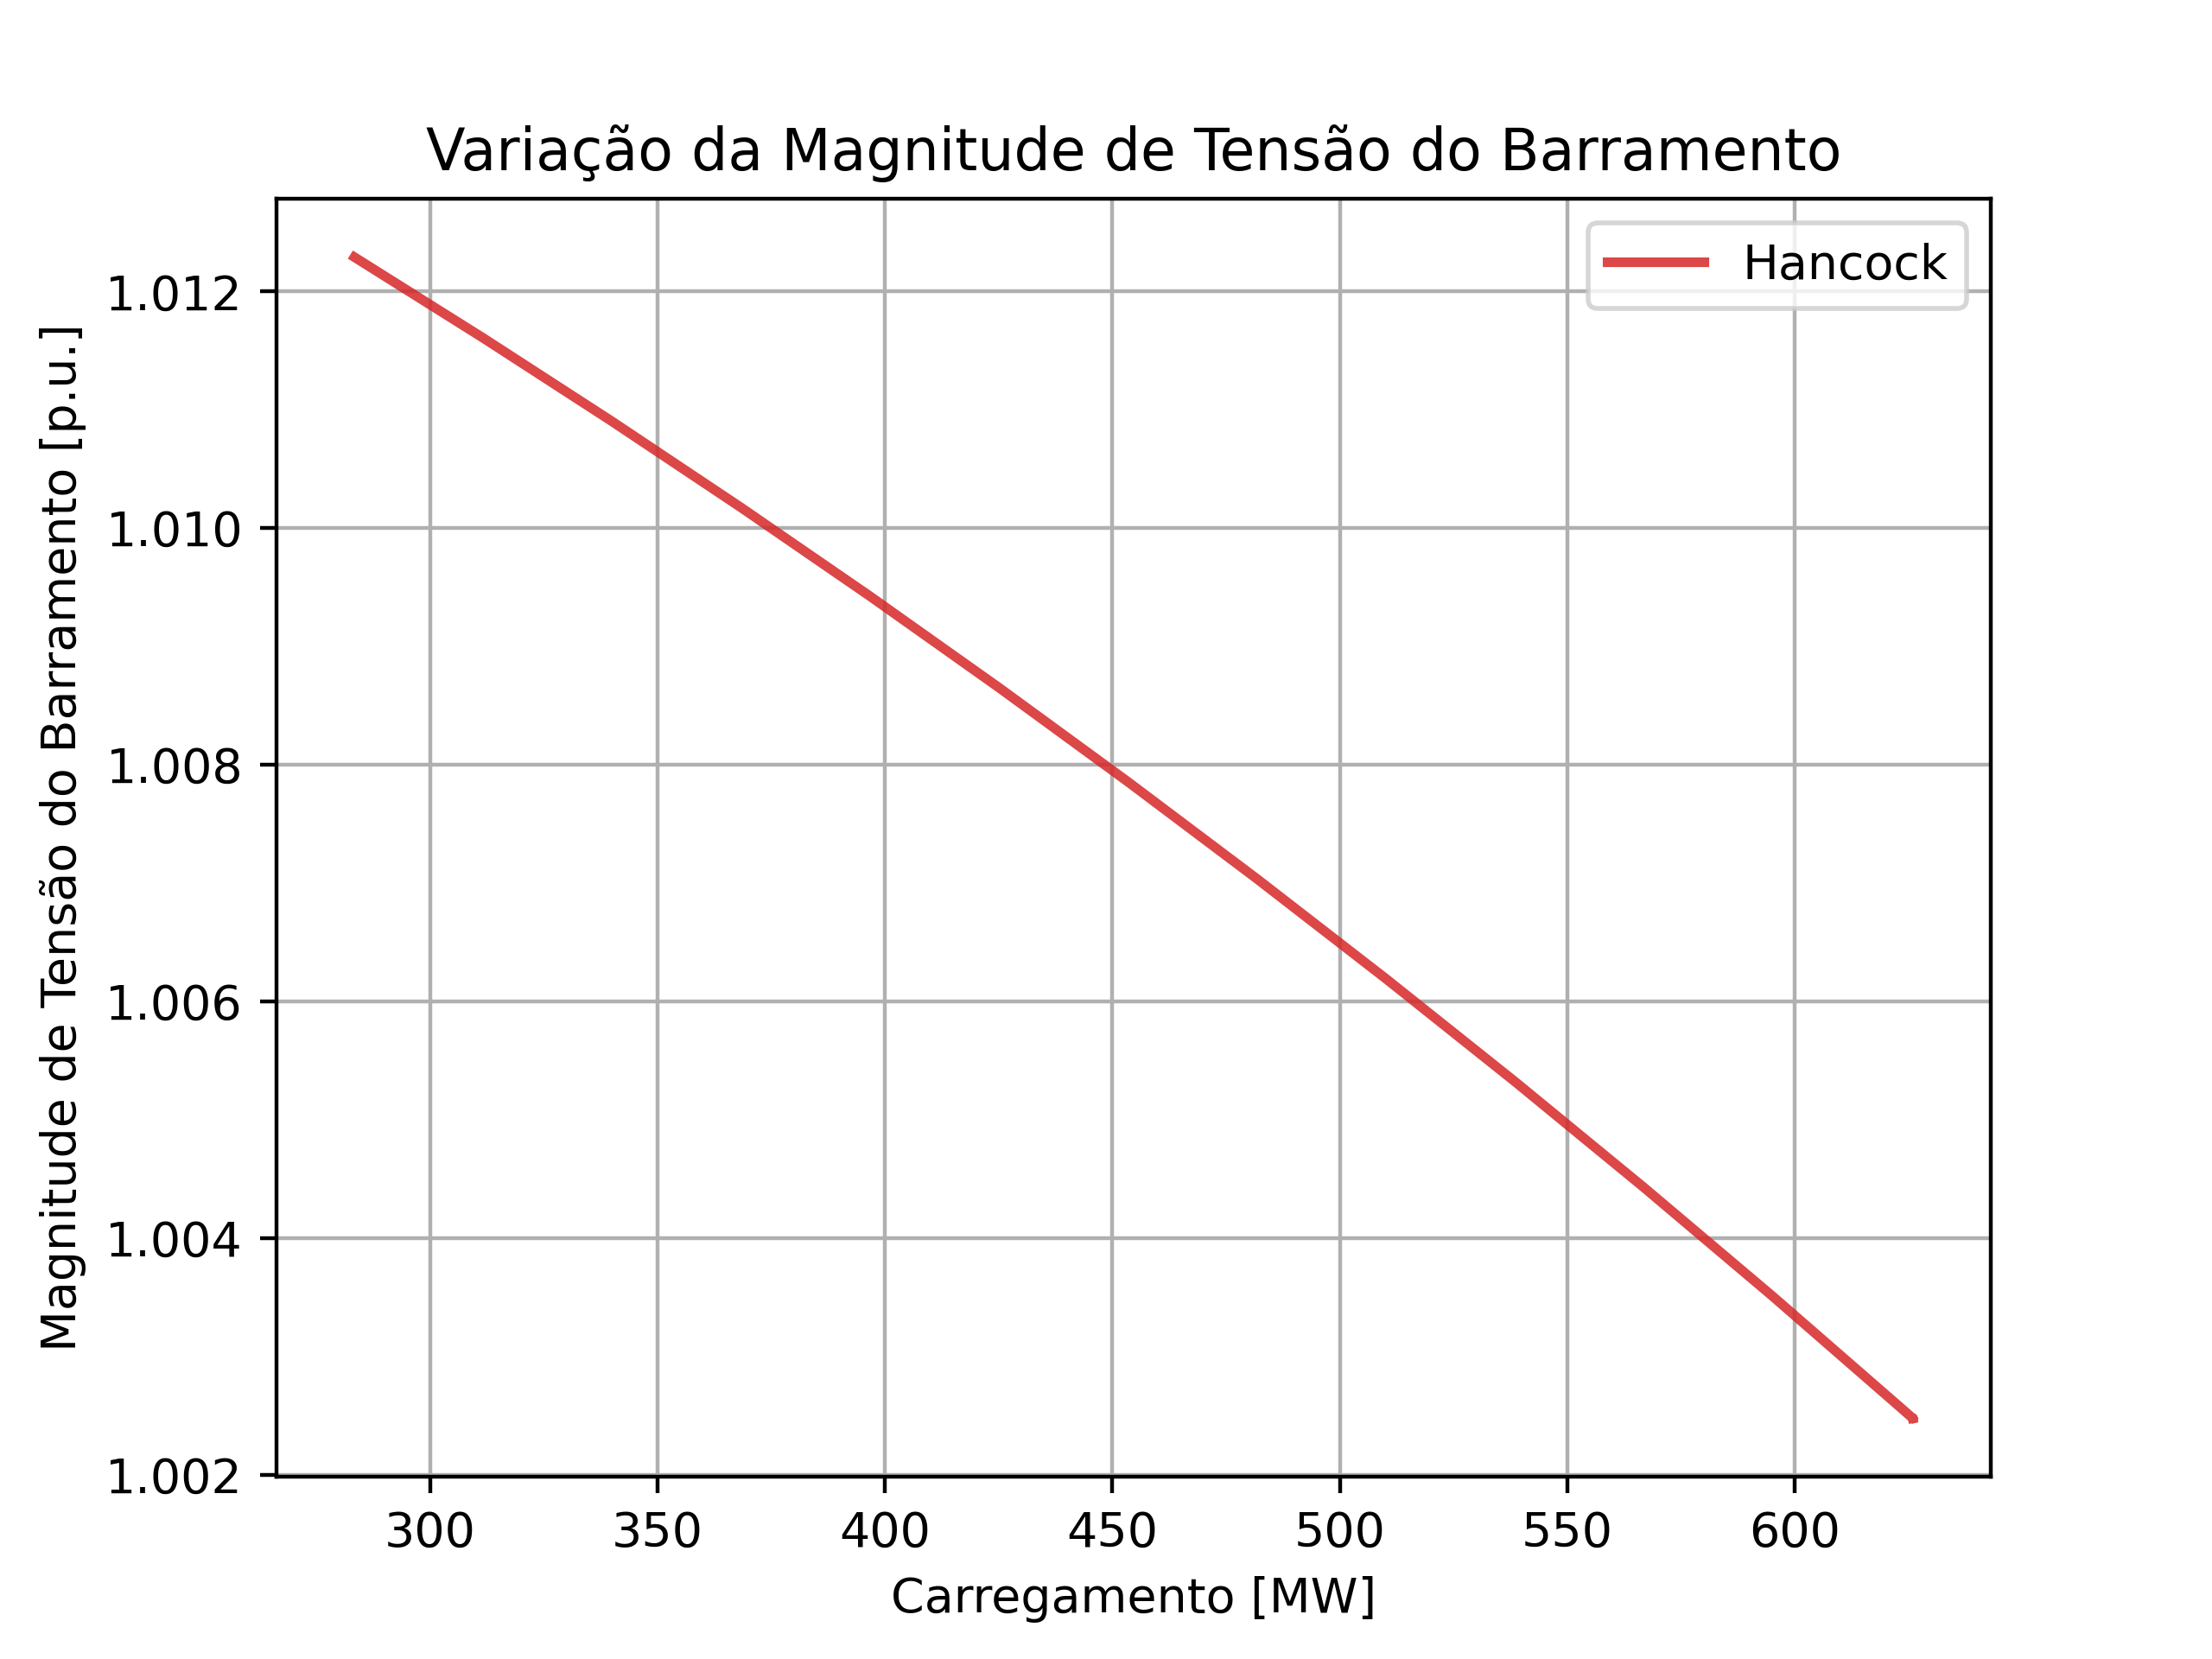 Variação da Magnitude de Tensão do Barramento
Hancock
Magnitude de Tensão do Barramento [p.u.]
1.012
1.010
1.008
1.006
1.004
1.002
300 350 400 450 500 550 600
Carregamento [MW]